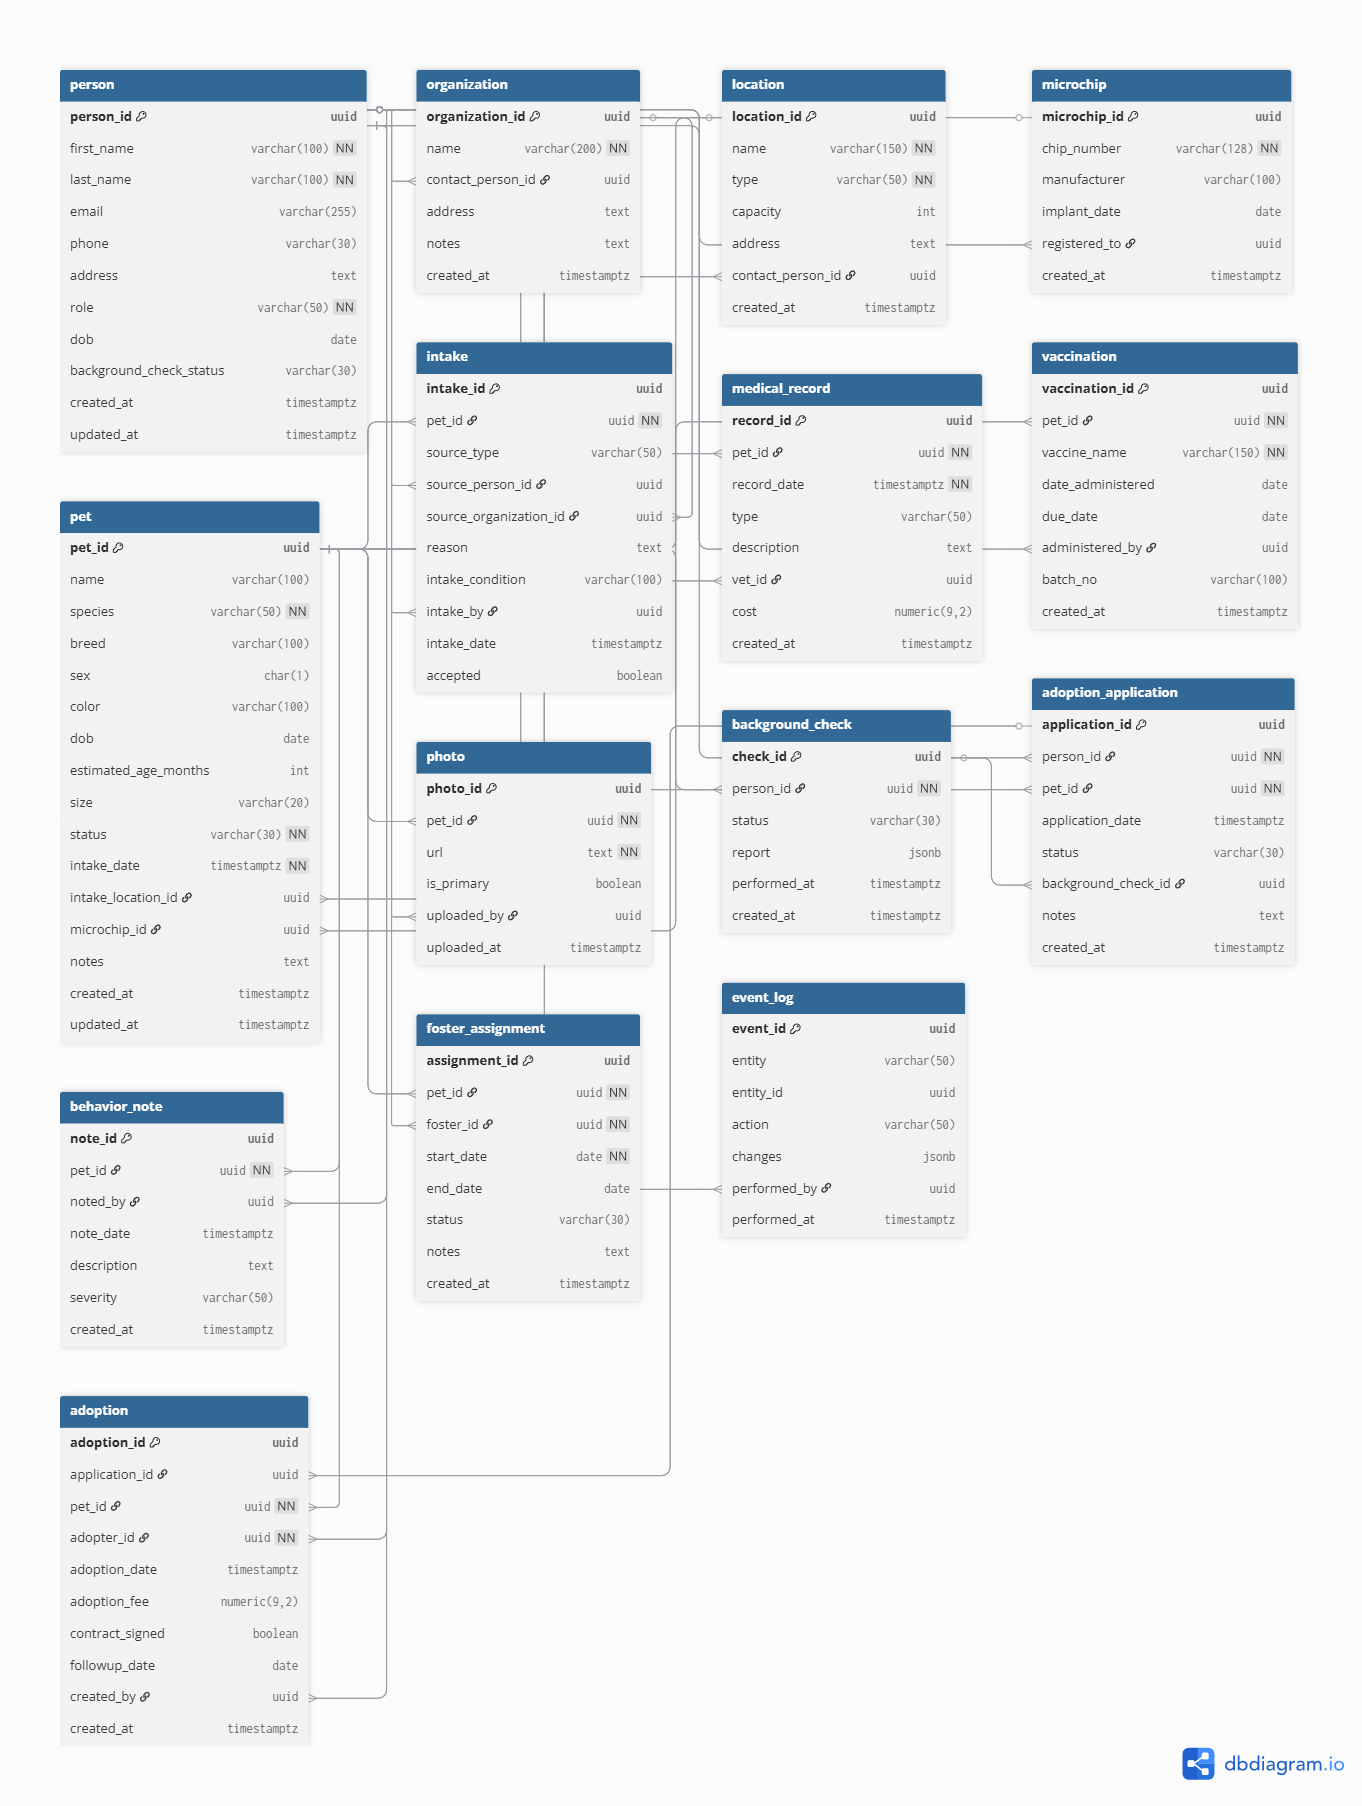 person
person_id uuid
first_name varchar(100) NN
last_name varchar(100) NN
email varchar(255)
phone varchar(30)
address text
role varchar(50) NN
dob date
background_check_status varchar(30)
created_at timestamptz
updated_at timestamptz
organization
organization_id uuid
name varchar(200) NN
contact_person_id uuid
address text
notes text
created_at timestamptz
location
location_id uuid
name varchar(150) NN
type varchar(50) NN
capacity int
address text
contact_person_id uuid
created_at timestamptz
microchip
microchip_id uuid
chip_number varchar(128) NN
manufacturer varchar(100)
implant_date date
registered_to uuid
created_at timestamptz
intake
intake_id uuid
pet_id uuid NN
source_type varchar(50)
source_person_id uuid
source_organization_id uuid
reason text
intake_condition varchar(100)
intake_by uuid
intake_date timestamptz
accepted boolean
medical_record
record_id uuid
pet_id uuid NN
record_date timestamptz NN
type varchar(50)
description text
vet_id uuid
cost numeric(9,2)
created_at timestamptz
vaccination
vaccination_id uuid
pet_id uuid NN
vaccine_name varchar(150) NN
date_administered date
due_date date
administered_by uuid
batch_no varchar(100)
created_at timestamptz
pet
pet_id uuid
name varchar(100)
species varchar(50) NN
breed varchar(100)
sex char(1)
color varchar(100)
dob date
estimated_age_months int
size varchar(20)
status varchar(30) NN
intake_date timestamptz NN
intake_location_id uuid
microchip_id uuid
notes text
created_at timestamptz
updated_at timestamptz
photo
photo_id uuid
pet_id uuid NN
url text NN
is_primary boolean
uploaded_by uuid
uploaded_at timestamptz
background_check
check_id uuid
person_id uuid NN
status varchar(30)
report jsonb
performed_at timestamptz
created_at timestamptz
adoption_application
application_id uuid
person_id uuid NN
pet_id uuid NN
application_date timestamptz
status varchar(30)
background_check_id uuid
notes text
created_at timestamptz
foster_assignment
assignment_id uuid
pet_id uuid NN
foster_id uuid NN
start_date date NN
end_date date
status varchar(30)
notes text
created_at timestamptz
event_log
event_id uuid
entity varchar(50)
entity_id uuid
action varchar(50)
changes jsonb
performed_by uuid
performed_at timestamptz
behavior_note
note_id uuid
pet_id uuid NN
noted_by uuid
note_date timestamptz
description text
severity varchar(50)
created_at timestamptz
adoption
adoption_id uuid
application_id uuid
pet_id uuid NN
adopter_id uuid NN
adoption_date timestamptz
adoption_fee numeric(9,2)
contract_signed boolean
followup_date date
created_by uuid
created_at timestamptz
dbdiagram.io